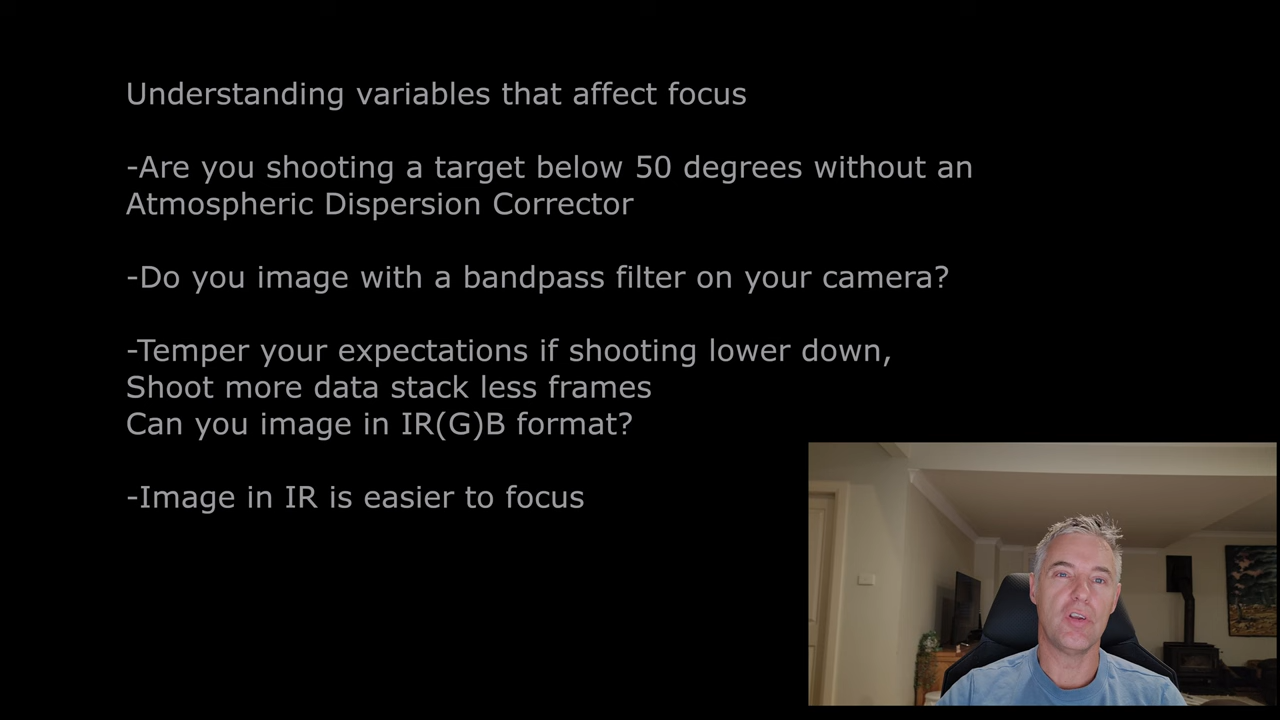 Understanding variables that affect focus
-Are you shooting a target below 50 degrees without an
Atmospheric Dispersion Corrector
-Do you image with a bandpass filter on your camera?
-Temper your expectations if shooting lower down,
Shoot more data stack less frames
Can you image in IR(G)B format?
-Image in IR is easier to focus